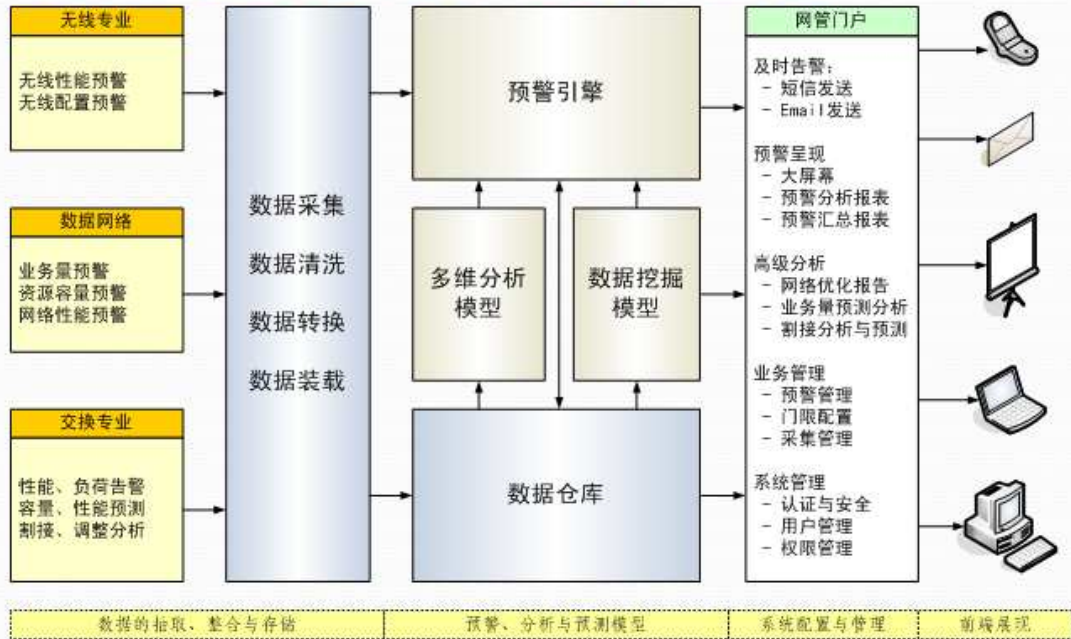 无线专业
无线性能预警
无线配置预警
数据网络
业务量预警
资源容量预警
网络性能预警
交换专业
性能、负荷告警
容量、性能预测
割接、调整分析
数据采集
数据清洗
数据转换
数据装载
预警引擎
多维分析
模型
数据挖掘
模型
数据仓库
网管门户
及时告警:
- 短信发送
- Email发送
预警呈现
- 大屏幕
- 预警分析报表
- 预警汇总报表
高级分析
- 网络优化报告
- 业务量预测分析
- 割接分析与预测
业务管理
- 预警管理
- 门限配置
- 采集管理
系统管理
- 认证与安全
- 用户管理
- 权限管理
数据的抽取、整合与存储
预警、分析与预测模型
系统配置与管理
前端展现